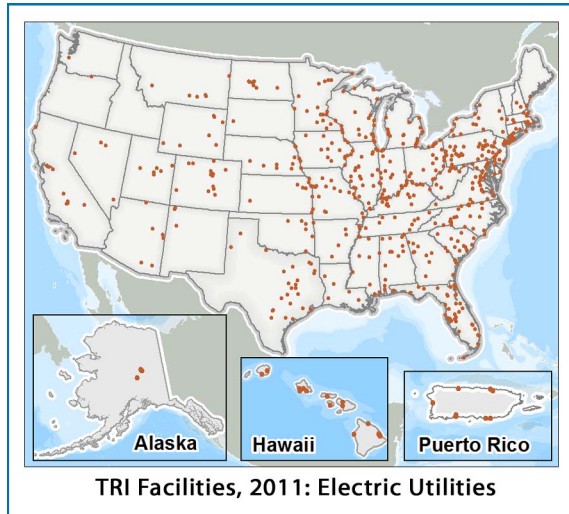 Alaska
Hawaii
Puerto Rico
TRI Facilities, 2011: Electric Utilities